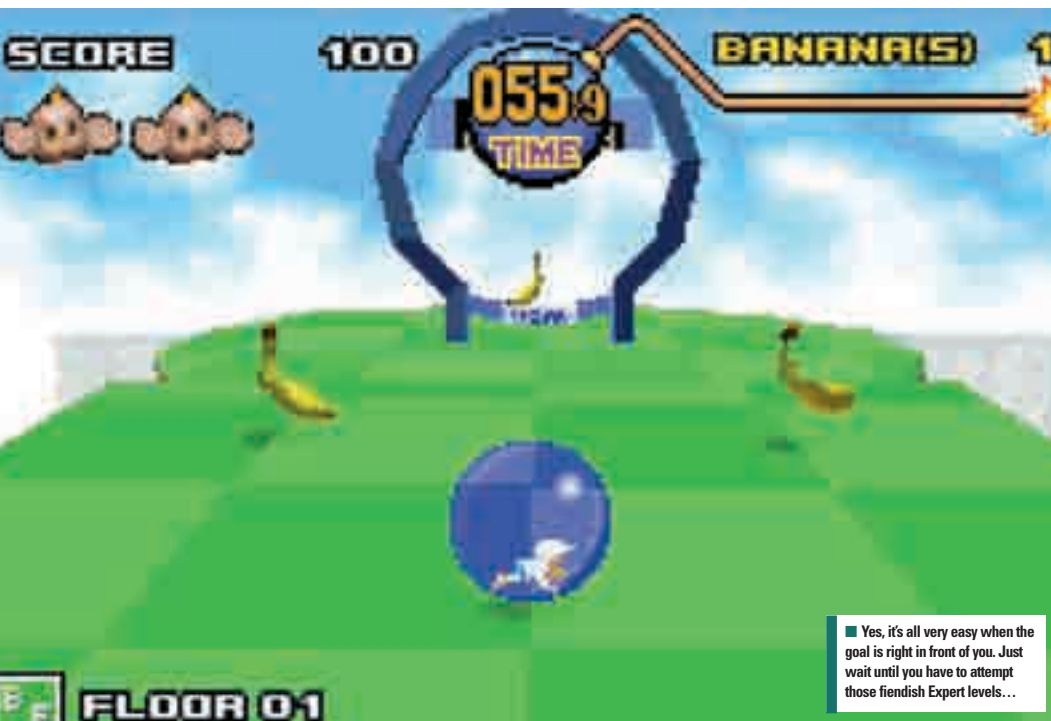 SCORE 100 BANANA(S) 1
055.9
TIME
FLOOR 01
■ Yes, it's all very easy when the
goal is right in front of you. Just
wait until you have to attempt
those fiendish Expert levels…